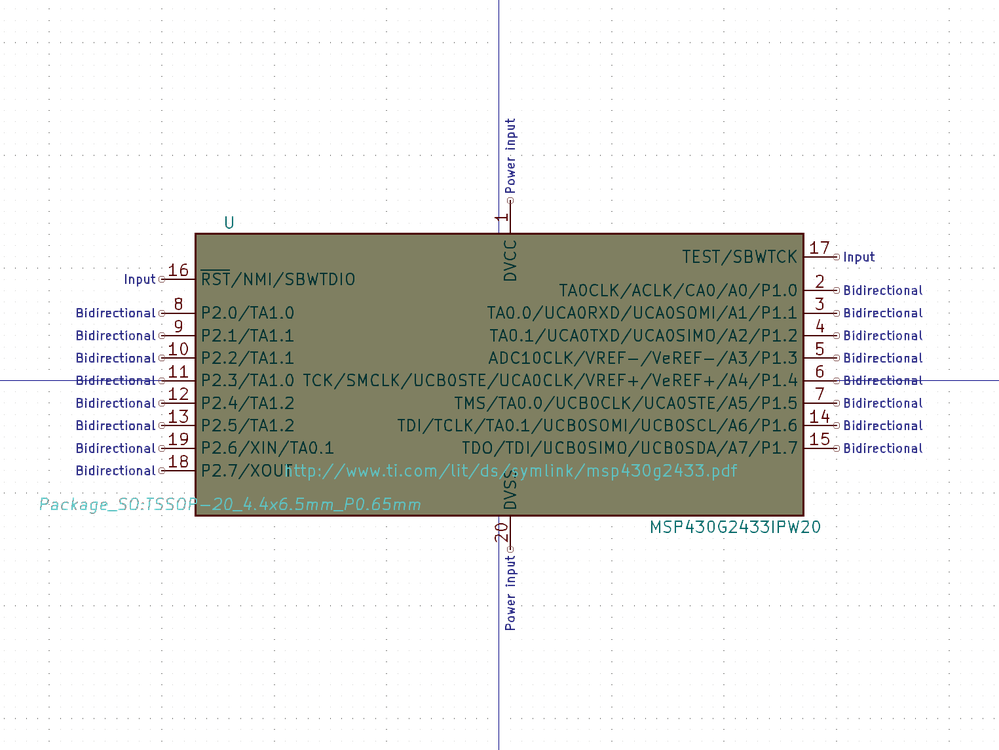 Power input
1
DVCC
U
17
TEST/SBWTCK
Input
16
Input
RST/NMI/SBWTDIO
2
TA0CLK/ACLK/CA0/A0/P1.0
Bidirectional
8
Bidirectional
P2.0/TA1.0
3
TA0.0/UCA0RXD/UCA0SOMI/A1/P1.1
Bidirectional
9
Bidirectional
P2.1/TA1.1
4
TA0.1/UCA0TXD/UCA0SIMO/A2/P1.2
Bidirectional
10
Bidirectional
P2.2/TA1.1
5
ADC10CLK/VREF-/VeREF-/A3/P1.3
Bidirectional
11
Bidirectional
P2.3/TA1.0
6
TCK/SMCLK/UCB0STE/UCA0CLK/VREF+/VeREF+/A4/P1.4
Bidirectional
12
Bidirectional
P2.4/TA1.2
7
TMS/TA0.0/UCB0CLK/UCA0STE/A5/P1.5
Bidirectional
13
Bidirectional
P2.5/TA1.2
14
TDI/TCLK/TA0.1/UCB0SOMI/UCB0SCL/A6/P1.6
Bidirectional
19
Bidirectional
P2.6/XIN/TA0.1
15
TDO/TDI/UCB0SIMO/UCB0SDA/A7/P1.7
Bidirectional
18
Bidirectional
P2.7/XOUT
http://www.ti.com/lit/ds/symlink/msp430g2433.pdf
DVSS
Package_SO:TSSOP-20_4.4x6.5mm_P0.65mm
20
MSP430G2433IPW20
Power input